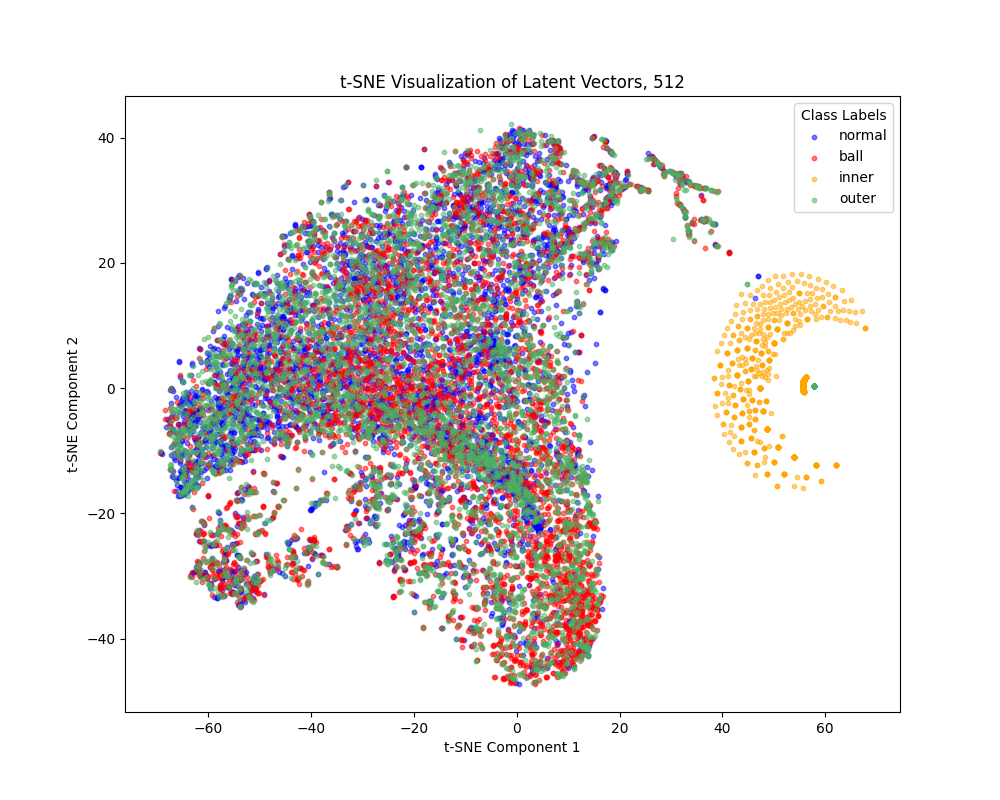 t-SNE Visualization of Latent Vectors, 512
Class Labels
normal
ball
inner
outer
40
20
0
−20
−40
t-SNE Component 2
−60
−40
−20
0
20
40
60
t-SNE Component 1